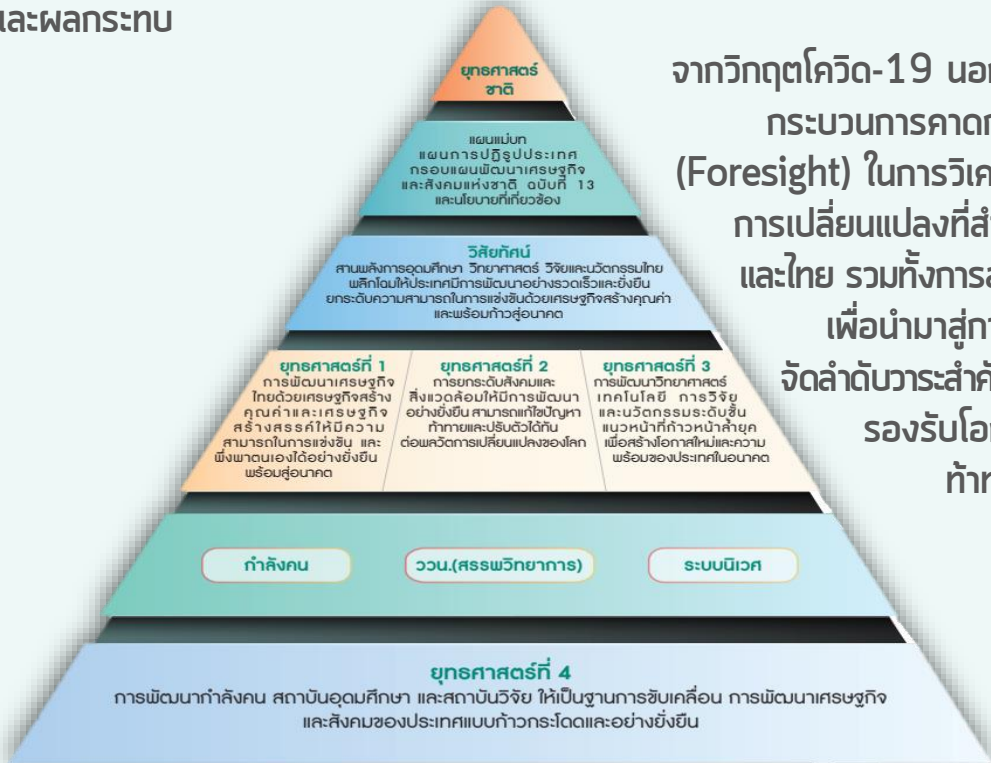 และผลกระทบ
จากวิกฤตโควิด-19
กระบวนการ
(Foresight) ในการ
การเปลี่ยนแปลงที่
และไทย รวมทั้งการ
เพื่อนำมาสู่
จัดลำดับวาระ
รองรับ
ยุทธศาสตร์
ชาติ
แผนแม่บท
แผนการปฏิรูปประเทศ
กรอบแผนพัฒนาเศรษฐกิจ
และสังคมแห่งชาติ ฉบับที่ 13
และนโยบายที่เกี่ยวข้อง
วิสัยทัศน์
สานพลังการอุดมศึกษา วิทยาศาสตร์ วิจัยและนวัตกรรมไทย
พลิกโฉมให้ประเทศมีการพัฒนาอย่างรวดเร็วและยั่งยืน
ยกระดับความสามารถในการแข่งขันด้วยเศรษฐกิจสร้างคุณค่า
และพร้อมก้าวสู่อนาคต
ยุทธศาสตร์ที่ 1
การพัฒนาเศรษฐกิจ
ไทยด้วยเศรษฐกิจสร้าง
คุณค่าและเศรษฐกิจ
สร้างสรรค์ให้มีความ
สามารถในการแข่งขัน และ
พึ่งพาตนเองได้อย่างยั่งยืน
พร้อมสู่อนาคต
ยุทธศาสตร์ที่ 2
การยกระดับสังคมและ
สิ่งแวดล้อมให้มีการพัฒนา
อย่างยั่งยืน สามารถแก้ไขปัญหา
ท้าทายและปรับตัวได้ทัน
ต่อพลวัตการเปลี่ยนแปลงของโลก
ยุทธศาสตร์ที่ 3
การพัฒนาวิทยาศาสตร์
เทคโนโลยี การวิจัย
และนวัตกรรมระดับขั้น
แนวหน้าที่ก้าวหน้าล้ำยุค
เพื่อสร้างโอกาสใหม่และความ
พร้อมของประเทศในอนาคต
กำลังคน
ววน.(สรรพวิทยาการ)
ระบบนิเวศ
ยุทธศาสตร์ที่ 4
การพัฒนากำลังคน สถาบันอุดมศึกษา และสถาบันวิจัย ให้เป็นฐานการขับเคลื่อน การพัฒนาเศรษฐกิจ
และสังคมของประเทศแบบก้าวกระโดดและอย่างยั่งยืน